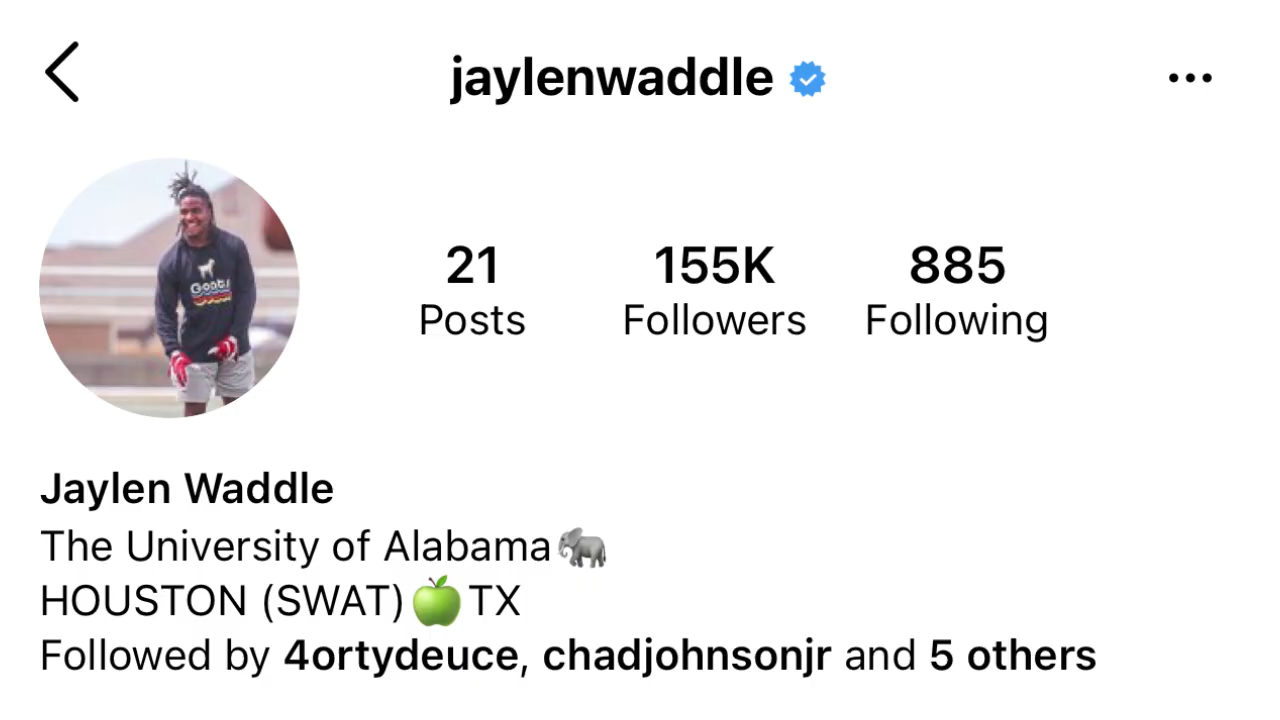 jaylenwaddle
Goats
21 155K 885
Posts Followers Following
Jaylen Waddle
The University of Alabama🐘
HOUSTON (SWAT)🍏TX
Followed by 4ortydeuce, chadjohnsonjr and 5 others